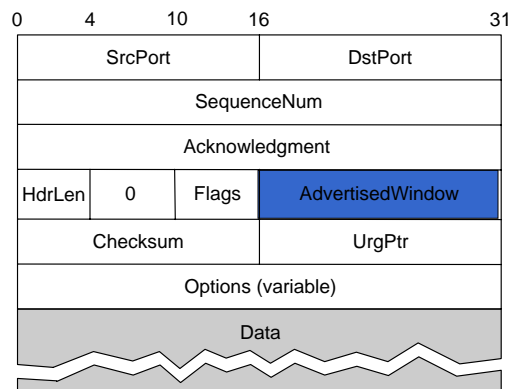 0 4 10 16 31
SrcPort DstPort
SequenceNum
Acknowledgment
HdrLen 0 Flags AdvertisedWindow
Checksum UrgPtr
Options (variable)
Data